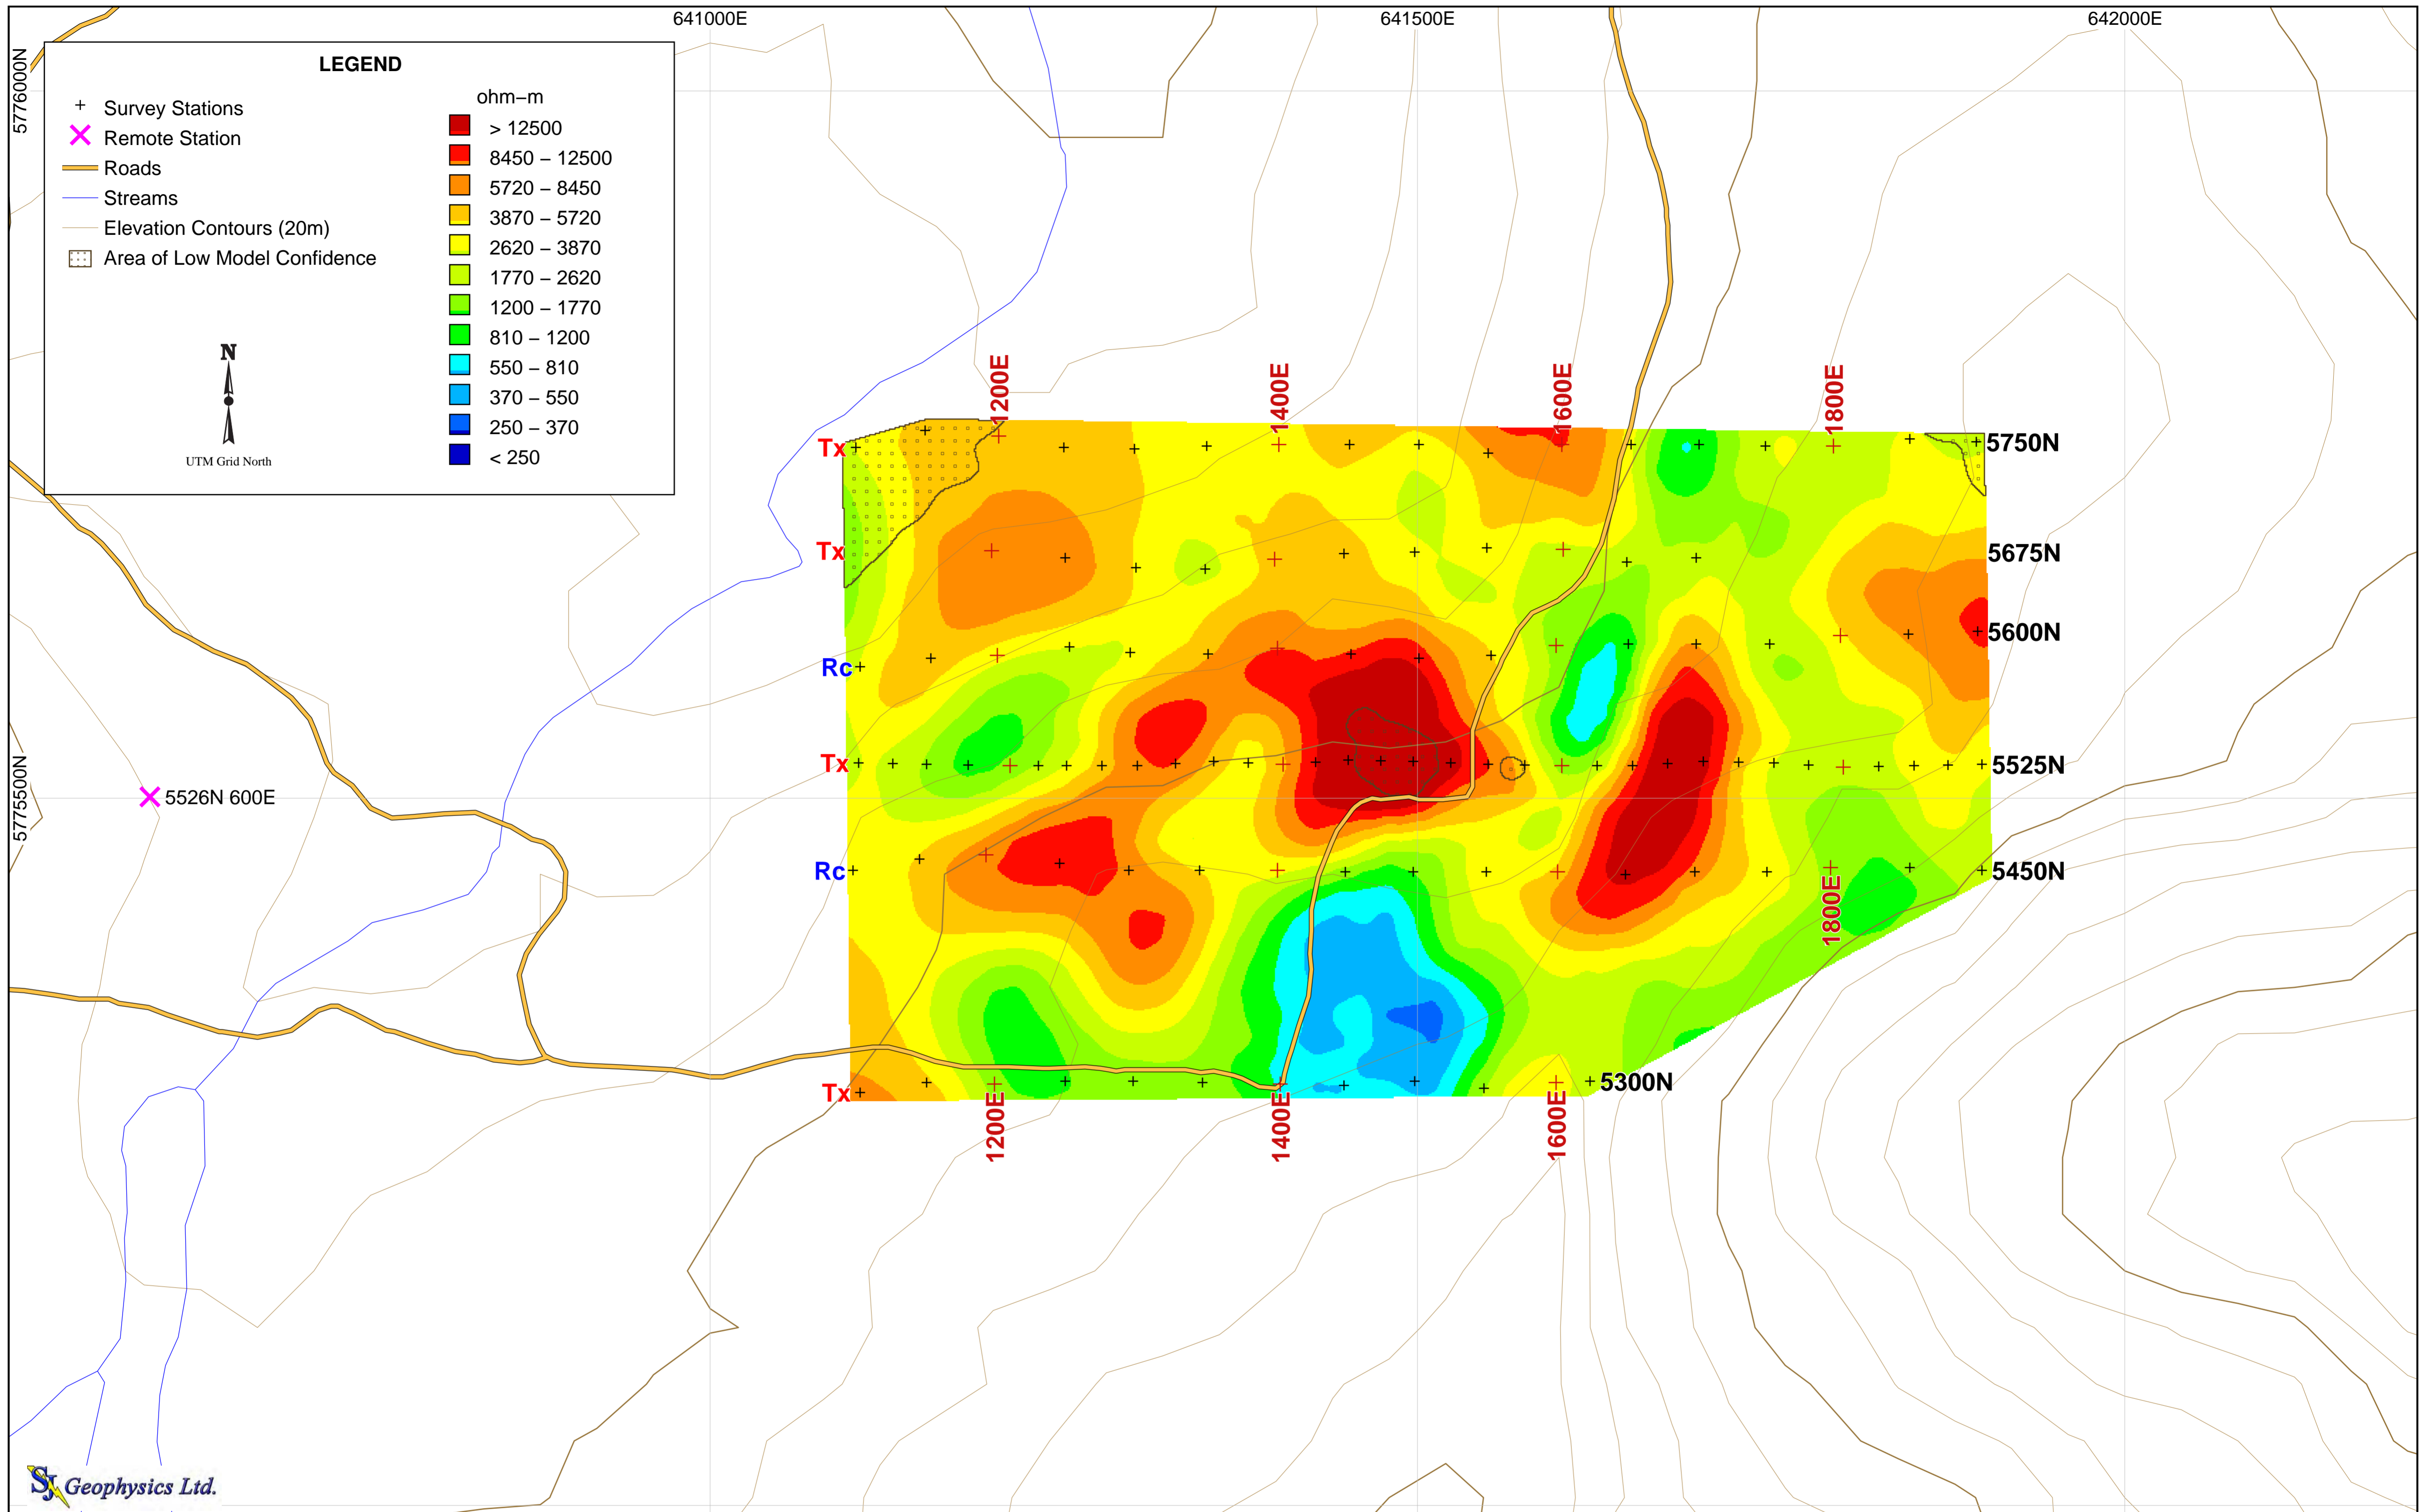 641000E
641500E
642000E
5776000N
LEGEND
Survey Stations
Remote Station
Roads
Streams
Elevation Contours (20m)
Area of Low Model Confidence
ohm-m
> 12500
8450 – 12500
5720 – 8450
3870 – 5720
2620 – 3870
1770 – 2620
1200 – 1770
810 – 1200
550 – 810
370 – 550
250 – 370
< 250
N
UTM Grid North
1200E
1400E
1600E
1800E
Tx
5750N
Tx
5675N
Rc
5600N
Tx
5525N
5775500N
5526N 600E
Rc
5450N
1800E
Tx
5300N
1200E
1400E
1600E
SJ Geophysics Ltd.